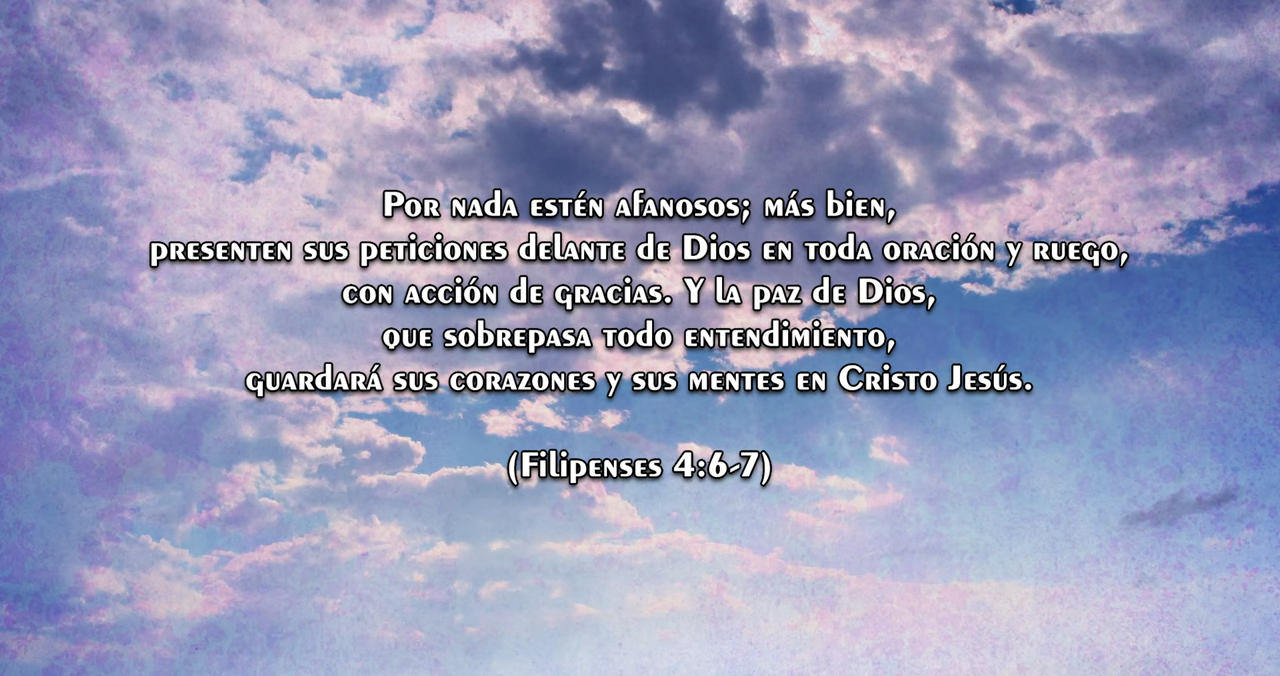 Por nada estén afanosos; más bien,
presenten sus peticiones delante de Dios en toda oración y ruego,
con acción de gracias. Y la paz de Dios,
que sobrepasa todo entendimiento,
guardará sus corazones y sus mentes en Cristo Jesús.
(Filipenses 4:6-7)